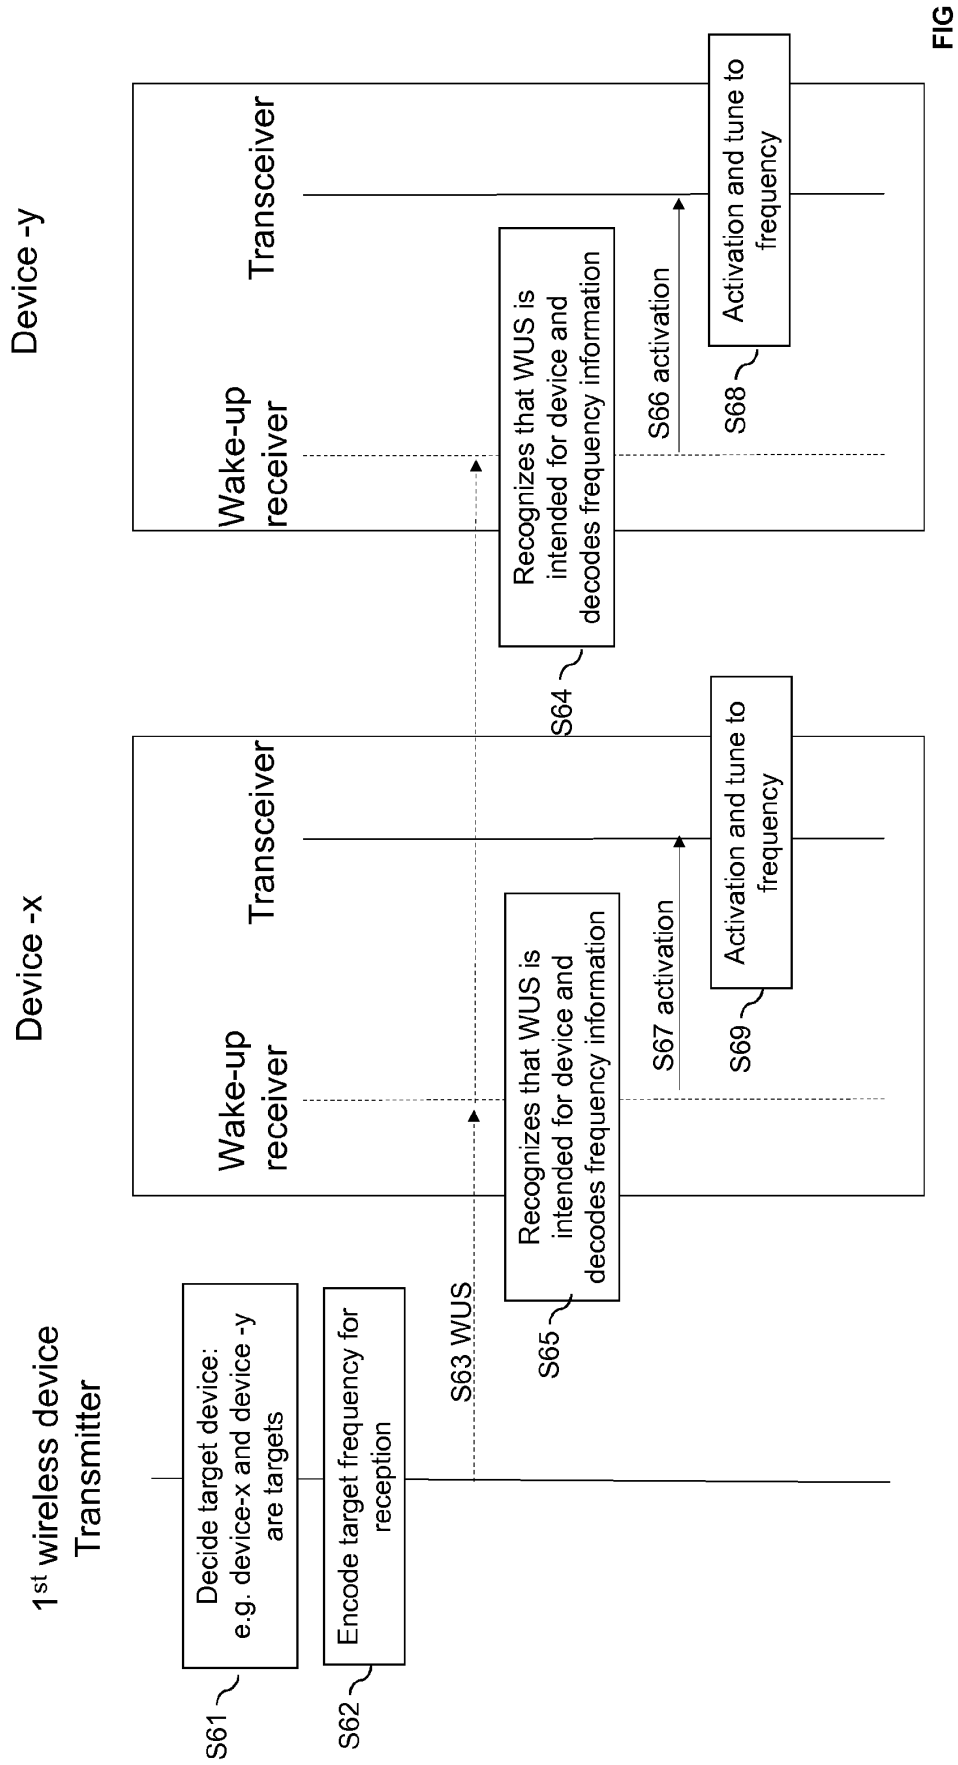 1st wireless device
Transmitter
Device -x
Device -y
Wake-up
receiver
Transceiver
Wake-up
receiver
Transceiver
S61
Decide target device:
e.g. device-x and device -y
are targets
S62
Encode target frequency for
reception
S63 WUS
S65
Recognizes that WUS is
intended for device and
decodes frequency information
S64
Recognizes that WUS is
intended for device and
decodes frequency information
S67 activation
S66 activation
S69
Activation and tune to
frequency
S68
Activation and tune to
frequency
FIG